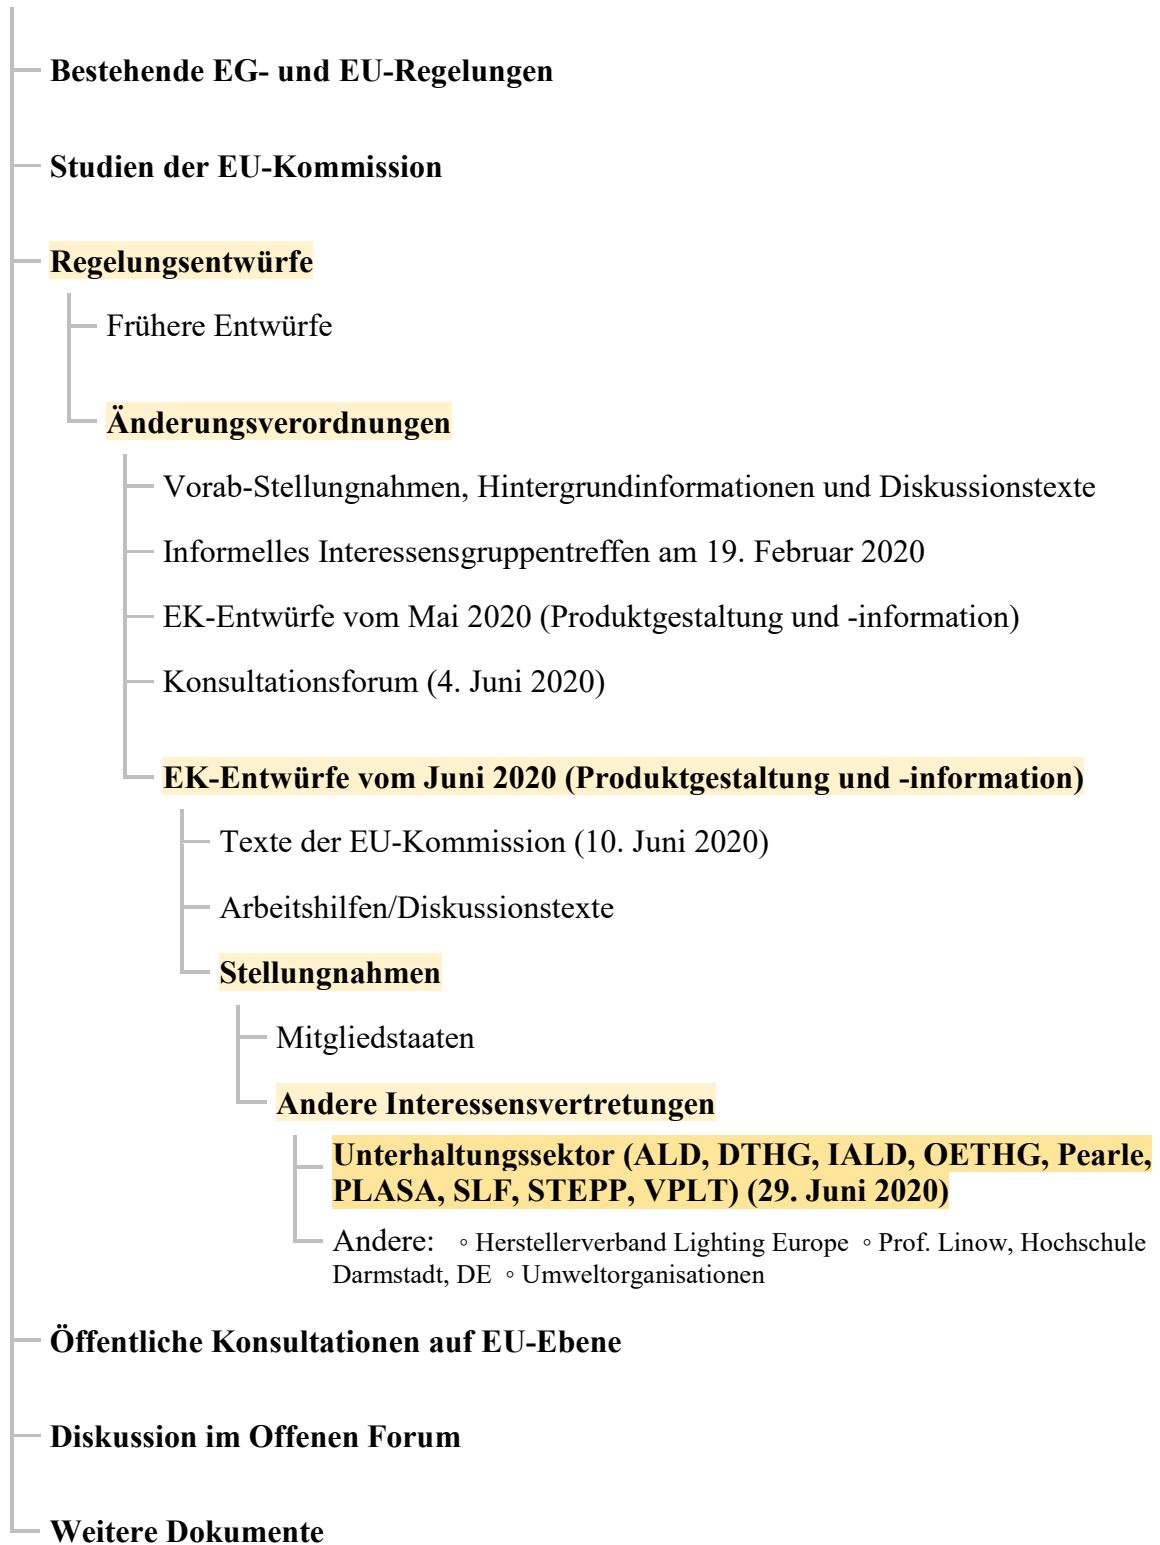 Bestehende EG- und EU-Regelungen
Studien der EU-Kommission
Regelungsentwürfe
Frühere Entwürfe
Änderungsverordnungen
Vorab-Stellungnahmen, Hintergrundinformationen und Diskussionstexte
Informelles Interessensgruppentreffen am 19. Februar 2020
EK-Entwürfe vom Mai 2020 (Produktgestaltung und -information)
Konsultationsforum (4. Juni 2020)
EK-Entwürfe vom Juni 2020 (Produktgestaltung und -information)
Texte der EU-Kommission (10. Juni 2020)
Arbeitshilfen/Diskussionstexte
Stellungnahmen
Mitgliedstaaten
Andere Interessensvertretungen
Unterhaltungssektor (ALD, DTHG, IALD, OETHG, Pearle,
PLASA, SLF, STEPP, VPLT) (29. Juni 2020)
Andere: ◦ Herstellerverband Lighting Europe ◦ Prof. Linow, Hochschule
Darmstadt, DE ◦ Umweltorganisationen
Öffentliche Konsultationen auf EU-Ebene
Diskussion im Offenen Forum
Weitere Dokumente